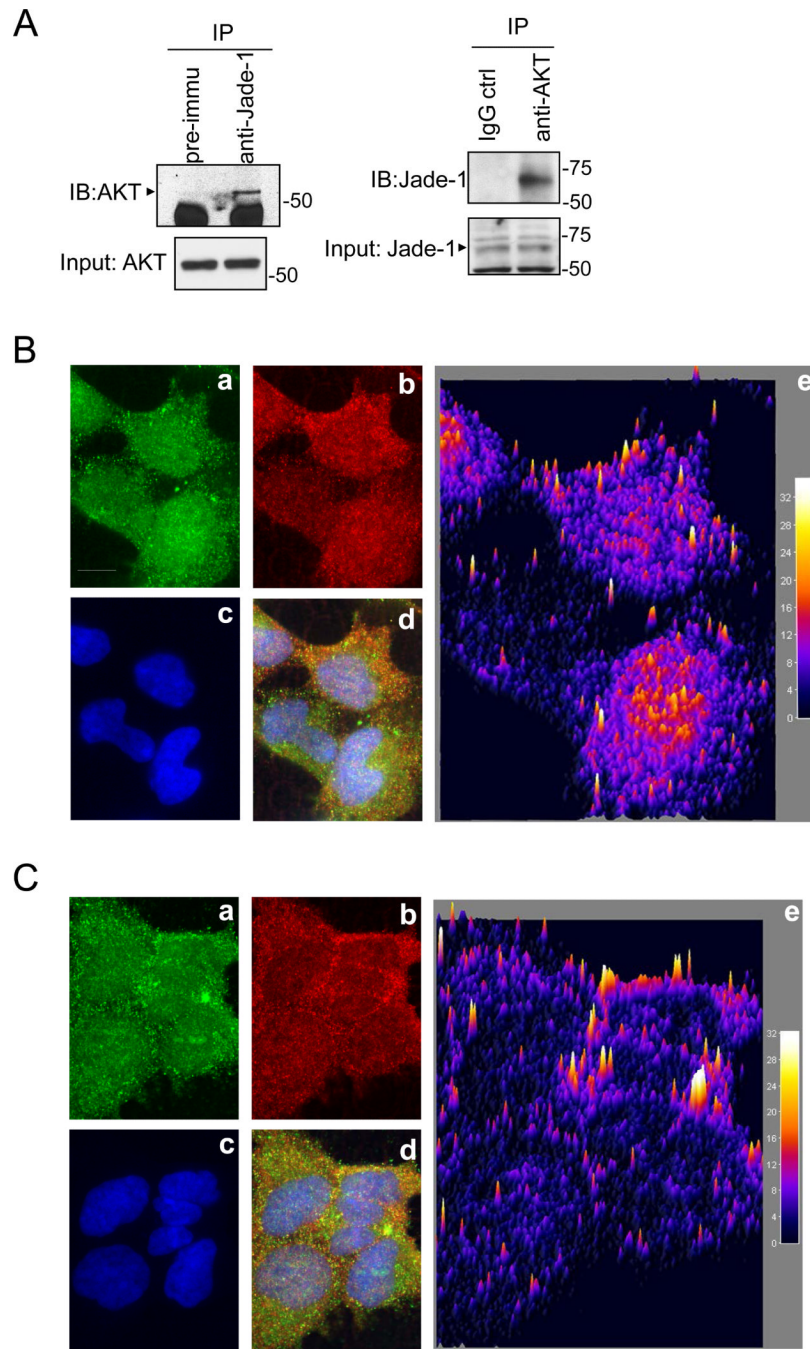 A
IP
pre-immu
anti-Jade-1
IB:AKT
-50
Input: AKT
-50
IP
IgG ctrl
anti-AKT
IB:Jade-1
-75
-50
Input: Jade-1
-75
-50
B
a
b
c
d
e
32
28
24
20
16
12
8
4
0
C
a
b
c
d
e
32
28
24
20
16
12
8
4
0